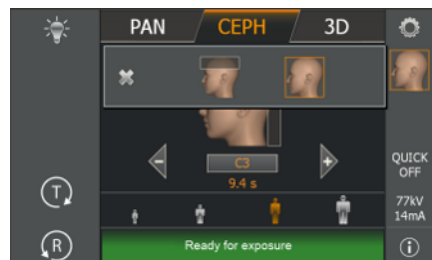 PAN CEPH 3D
C3
9.4 s
QUICK
OFF
77kV
14mA
T
R
Ready for exposure
i